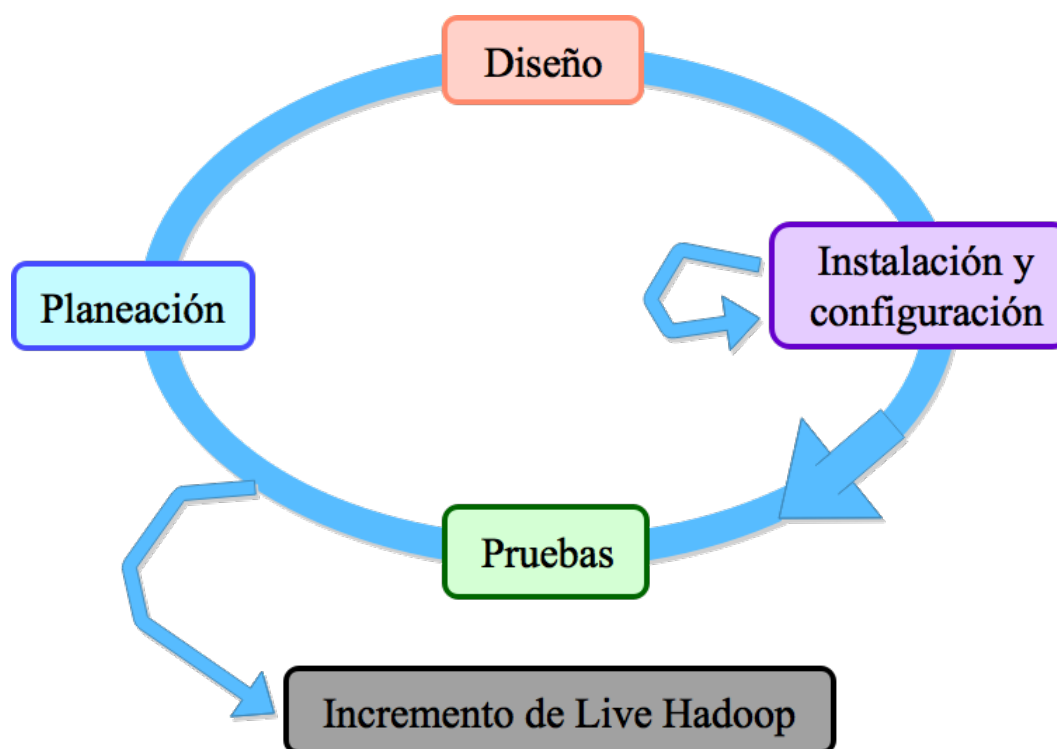 Diseño
Instalación y
configuración
Planeación
Pruebas
Incremento de Live Hadoop